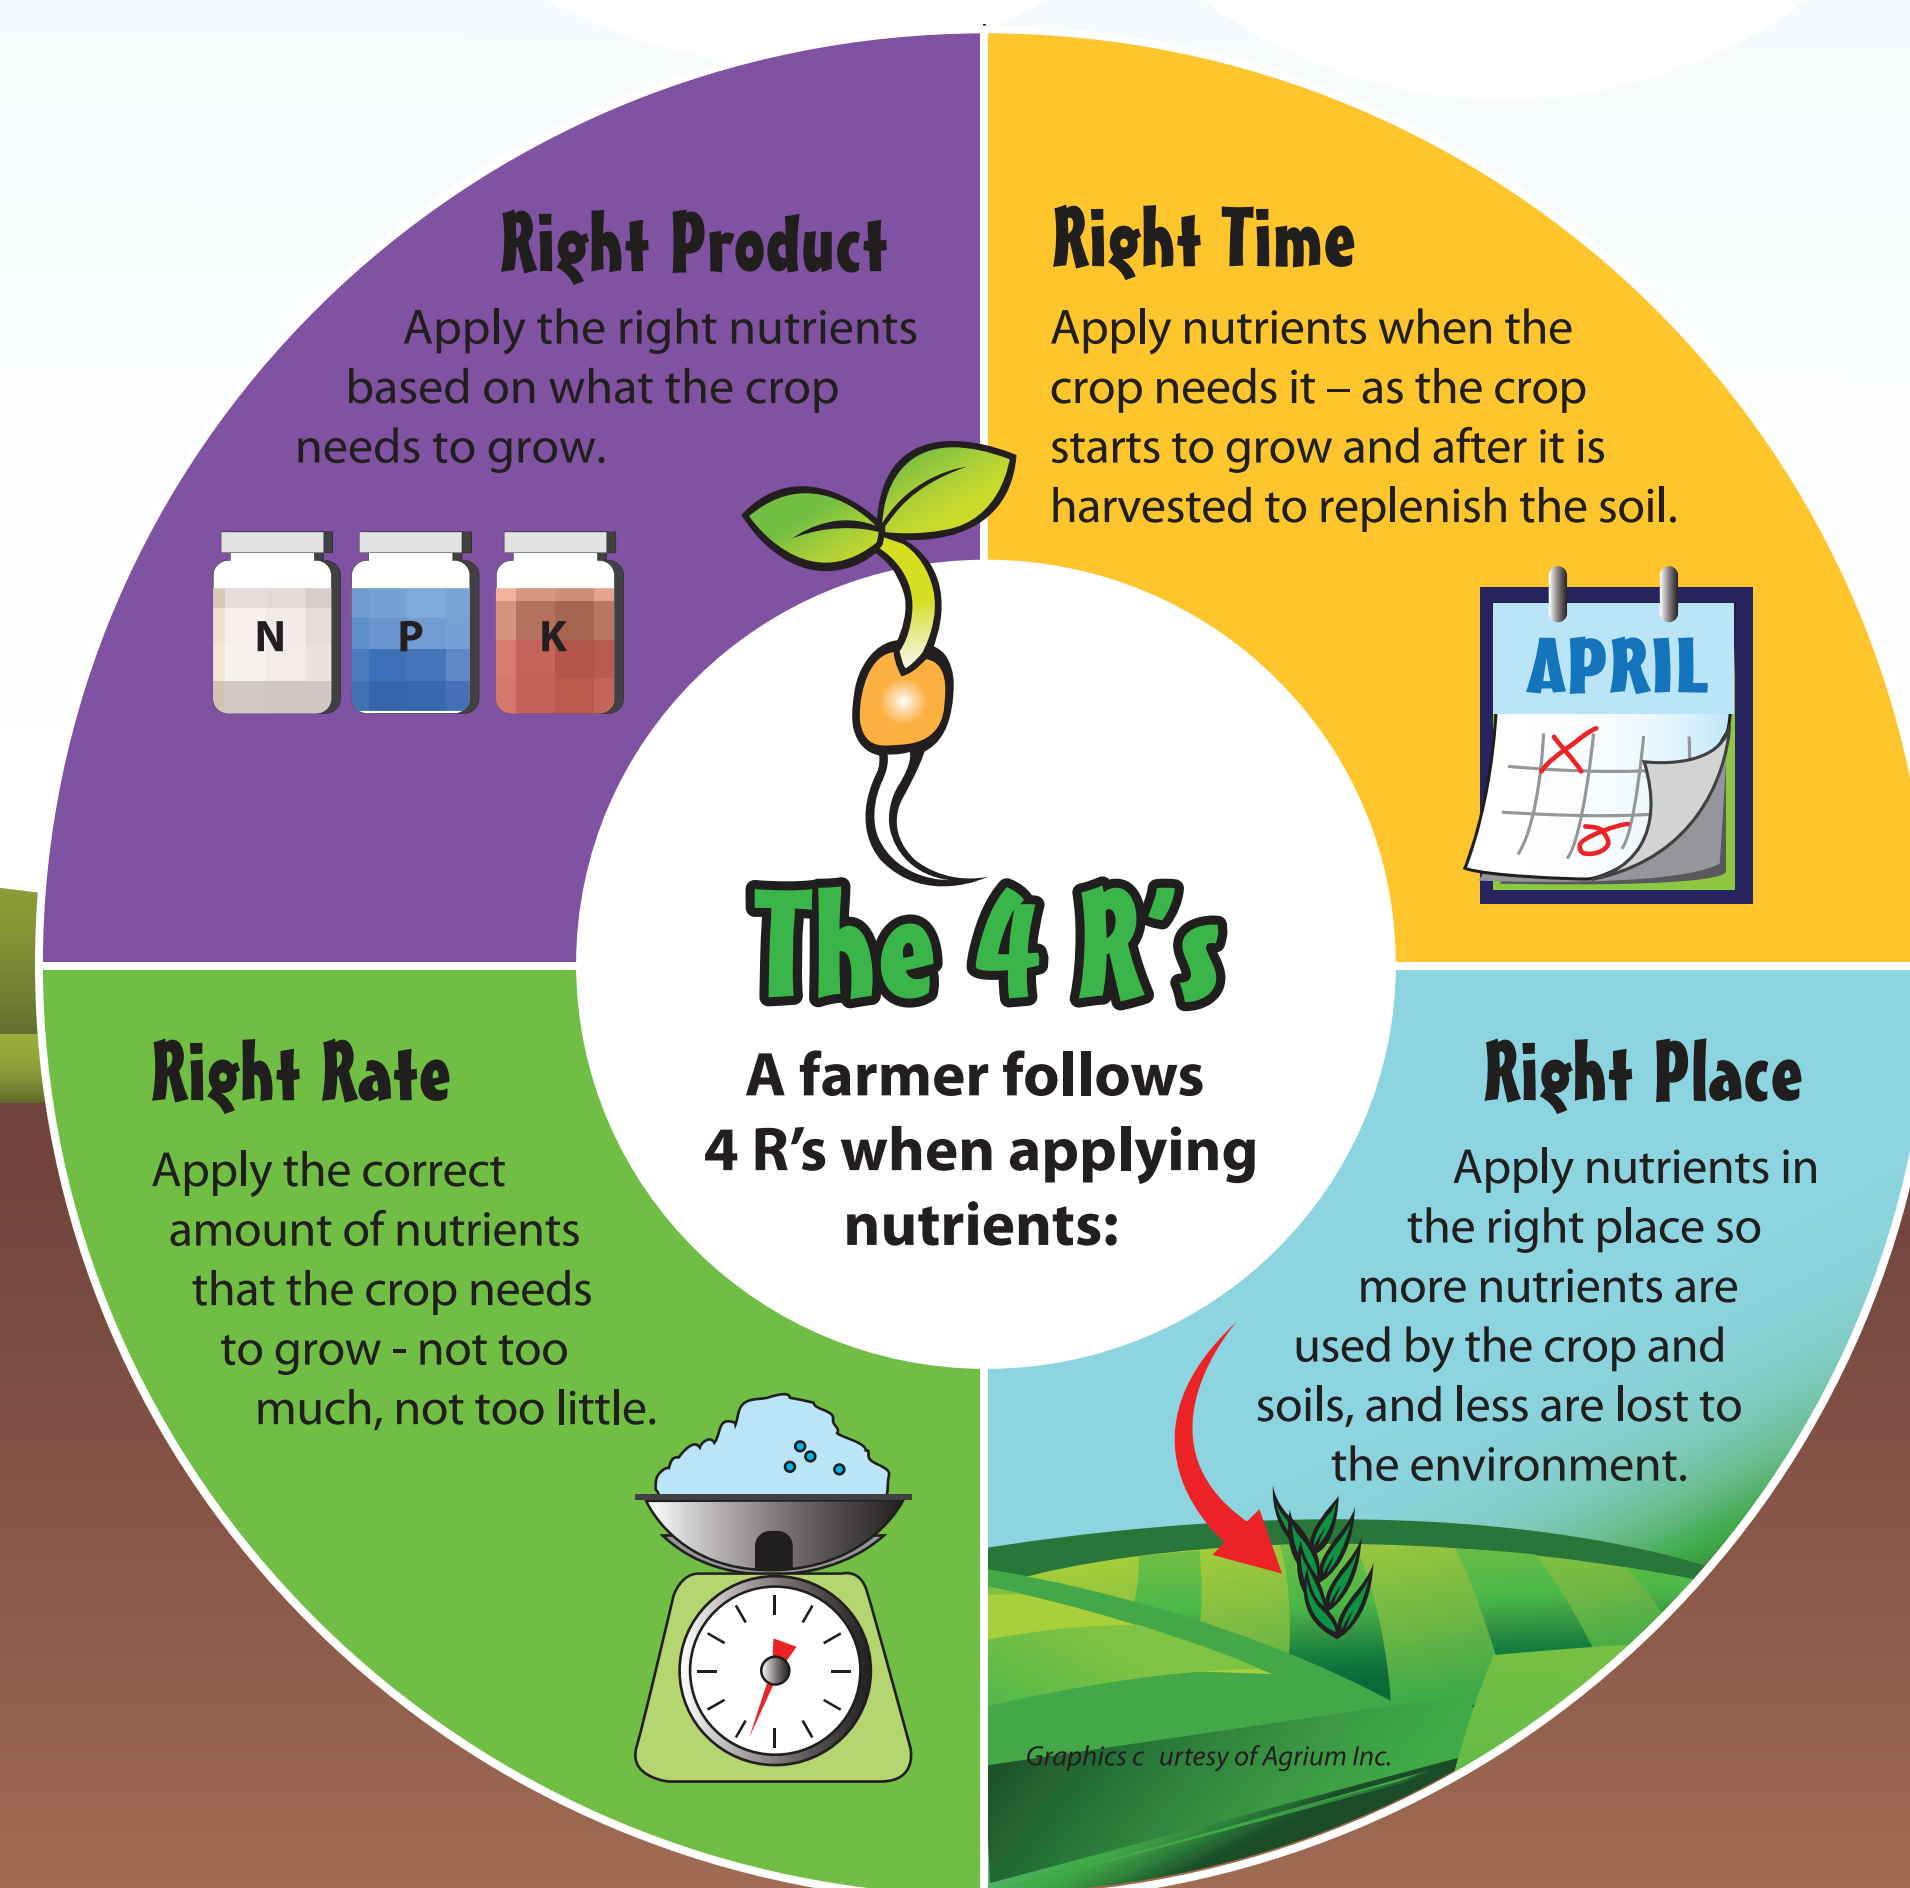 Right Product
Apply the right nutrients
based on what the crop
needs to grow.
N P K
Right Time
Apply nutrients when the
crop needs it – as the crop
starts to grow and after it is
harvested to replenish the soil.
APRIL
The 4 R's
A farmer follows
4 R's when applying
nutrients:
Right Rate
Apply the correct
amount of nutrients
that the crop needs
to grow - not too
much, not too little.
Right Place
Apply nutrients in
the right place so
more nutrients are
used by the crop and
soils, and less are lost to
the environment.
Graphics c urtesy of Agrium Inc.